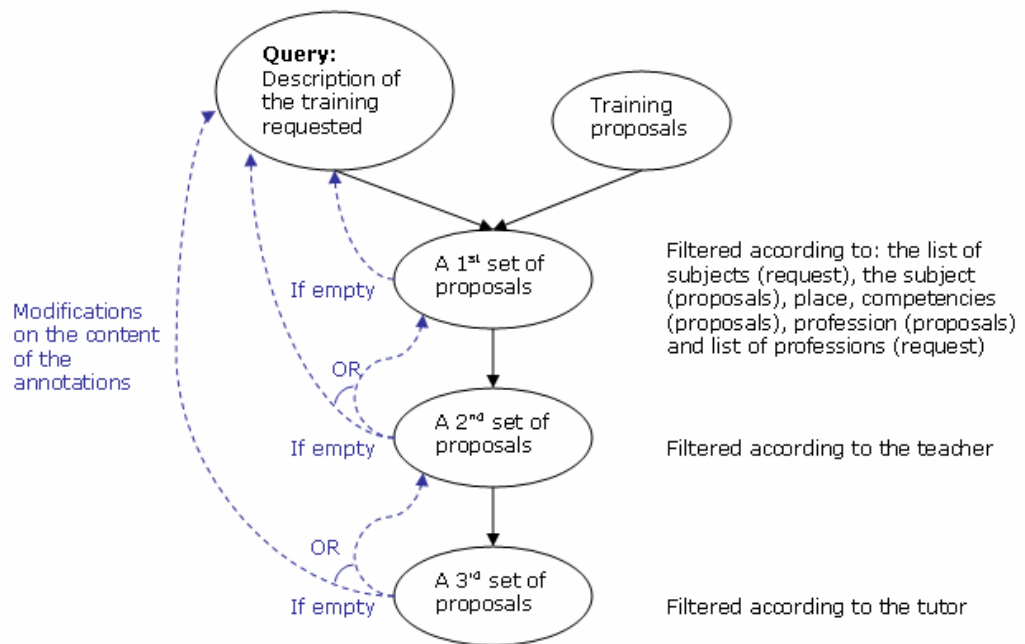 Query:
Description of
the training
requested
Training
proposals
A 1st set of
proposals
If empty
Filtered according to: the list of
subjects (request), the subject
(proposals), place, competencies
(proposals), profession (proposals)
and list of professions (request)
Modifications
on the content
of the
annotations
OR
A 2nd set of
proposals
If empty
Filtered according to the teacher
OR
A 3rd set of
proposals
If empty
Filtered according to the tutor